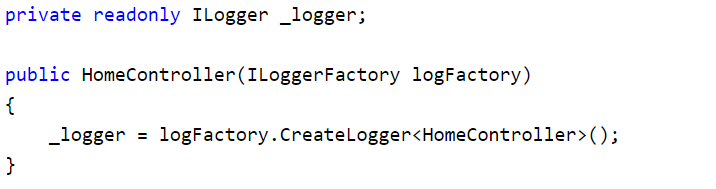 private readonly ILogger _logger;
public HomeController(ILoggerFactory logFactory)
{
    _logger = logFactory.CreateLogger<HomeController>();
}